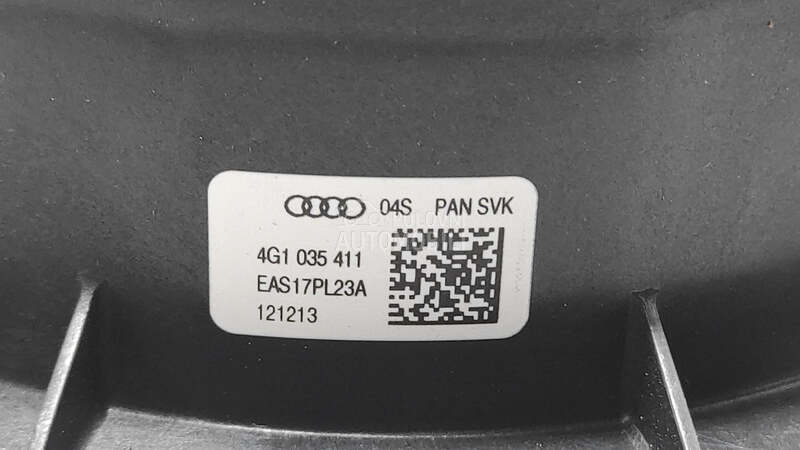 04S PAN SVK
4G1 035 411
EAS17PL23A
121213